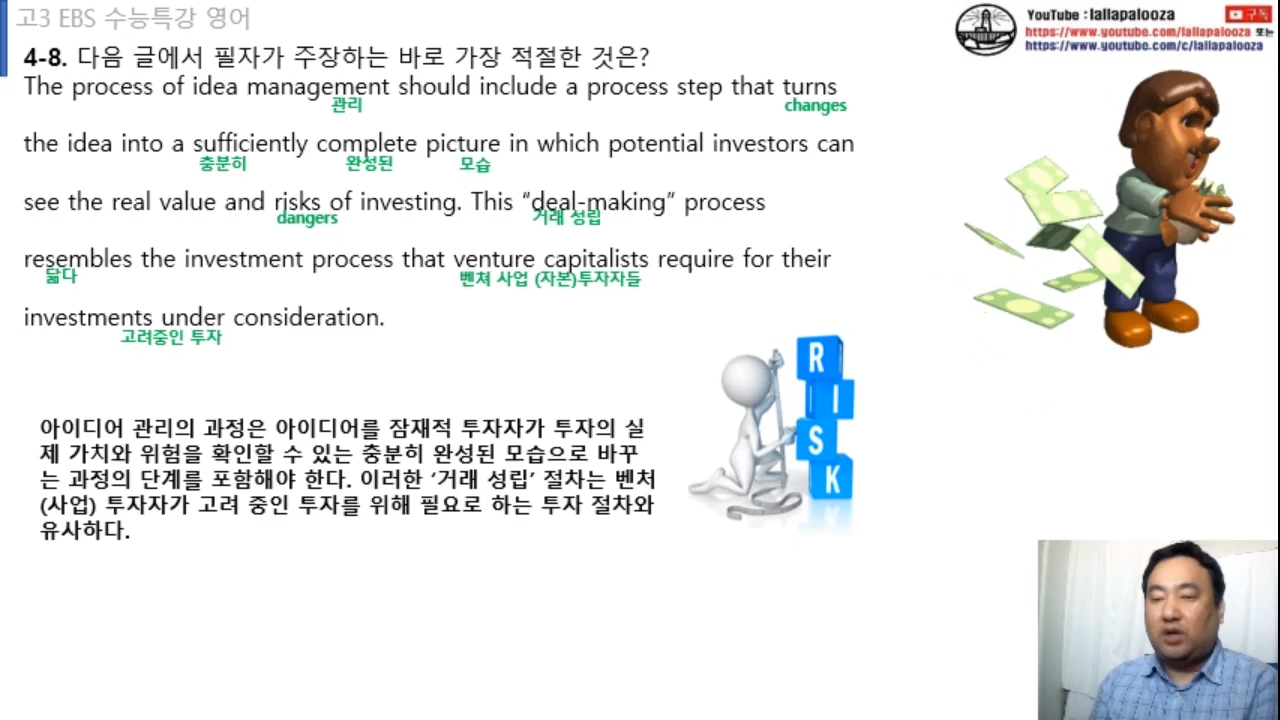 고3 EBS 수능특강 영어
YouTube : lallapalooza
구독
https://www.youtube.com/lallapalooza 또는
https://www.youtube.com/c/lallapalooza
4-8. 다음 글에서 필자가 주장하는 바로 가장 적절한 것은?
The process of idea management should include a process step that turns
관리 changes
the idea into a sufficiently complete picture in which potential investors can
충분히 완성된 모습
see the real value and risks of investing. This “deal-making” process
dangers 거래 성립
resembles the investment process that venture capitalists require for their
닮다 벤쳐 사업 (자본)투자자들
investments under consideration.
고려중인 투자
아이디어 관리의 과정은 아이디어를 잠재적 투자자가 투자의 실
제 가치와 위험을 확인할 수 있는 충분히 완성된 모습으로 바꾸
는 과정의 단계를 포함해야 한다. 이러한 ‘거래 성립’ 절차는 벤처
(사업) 투자자가 고려 중인 투자를 위해 필요로 하는 투자 절차와
유사하다.
R
I
S
K